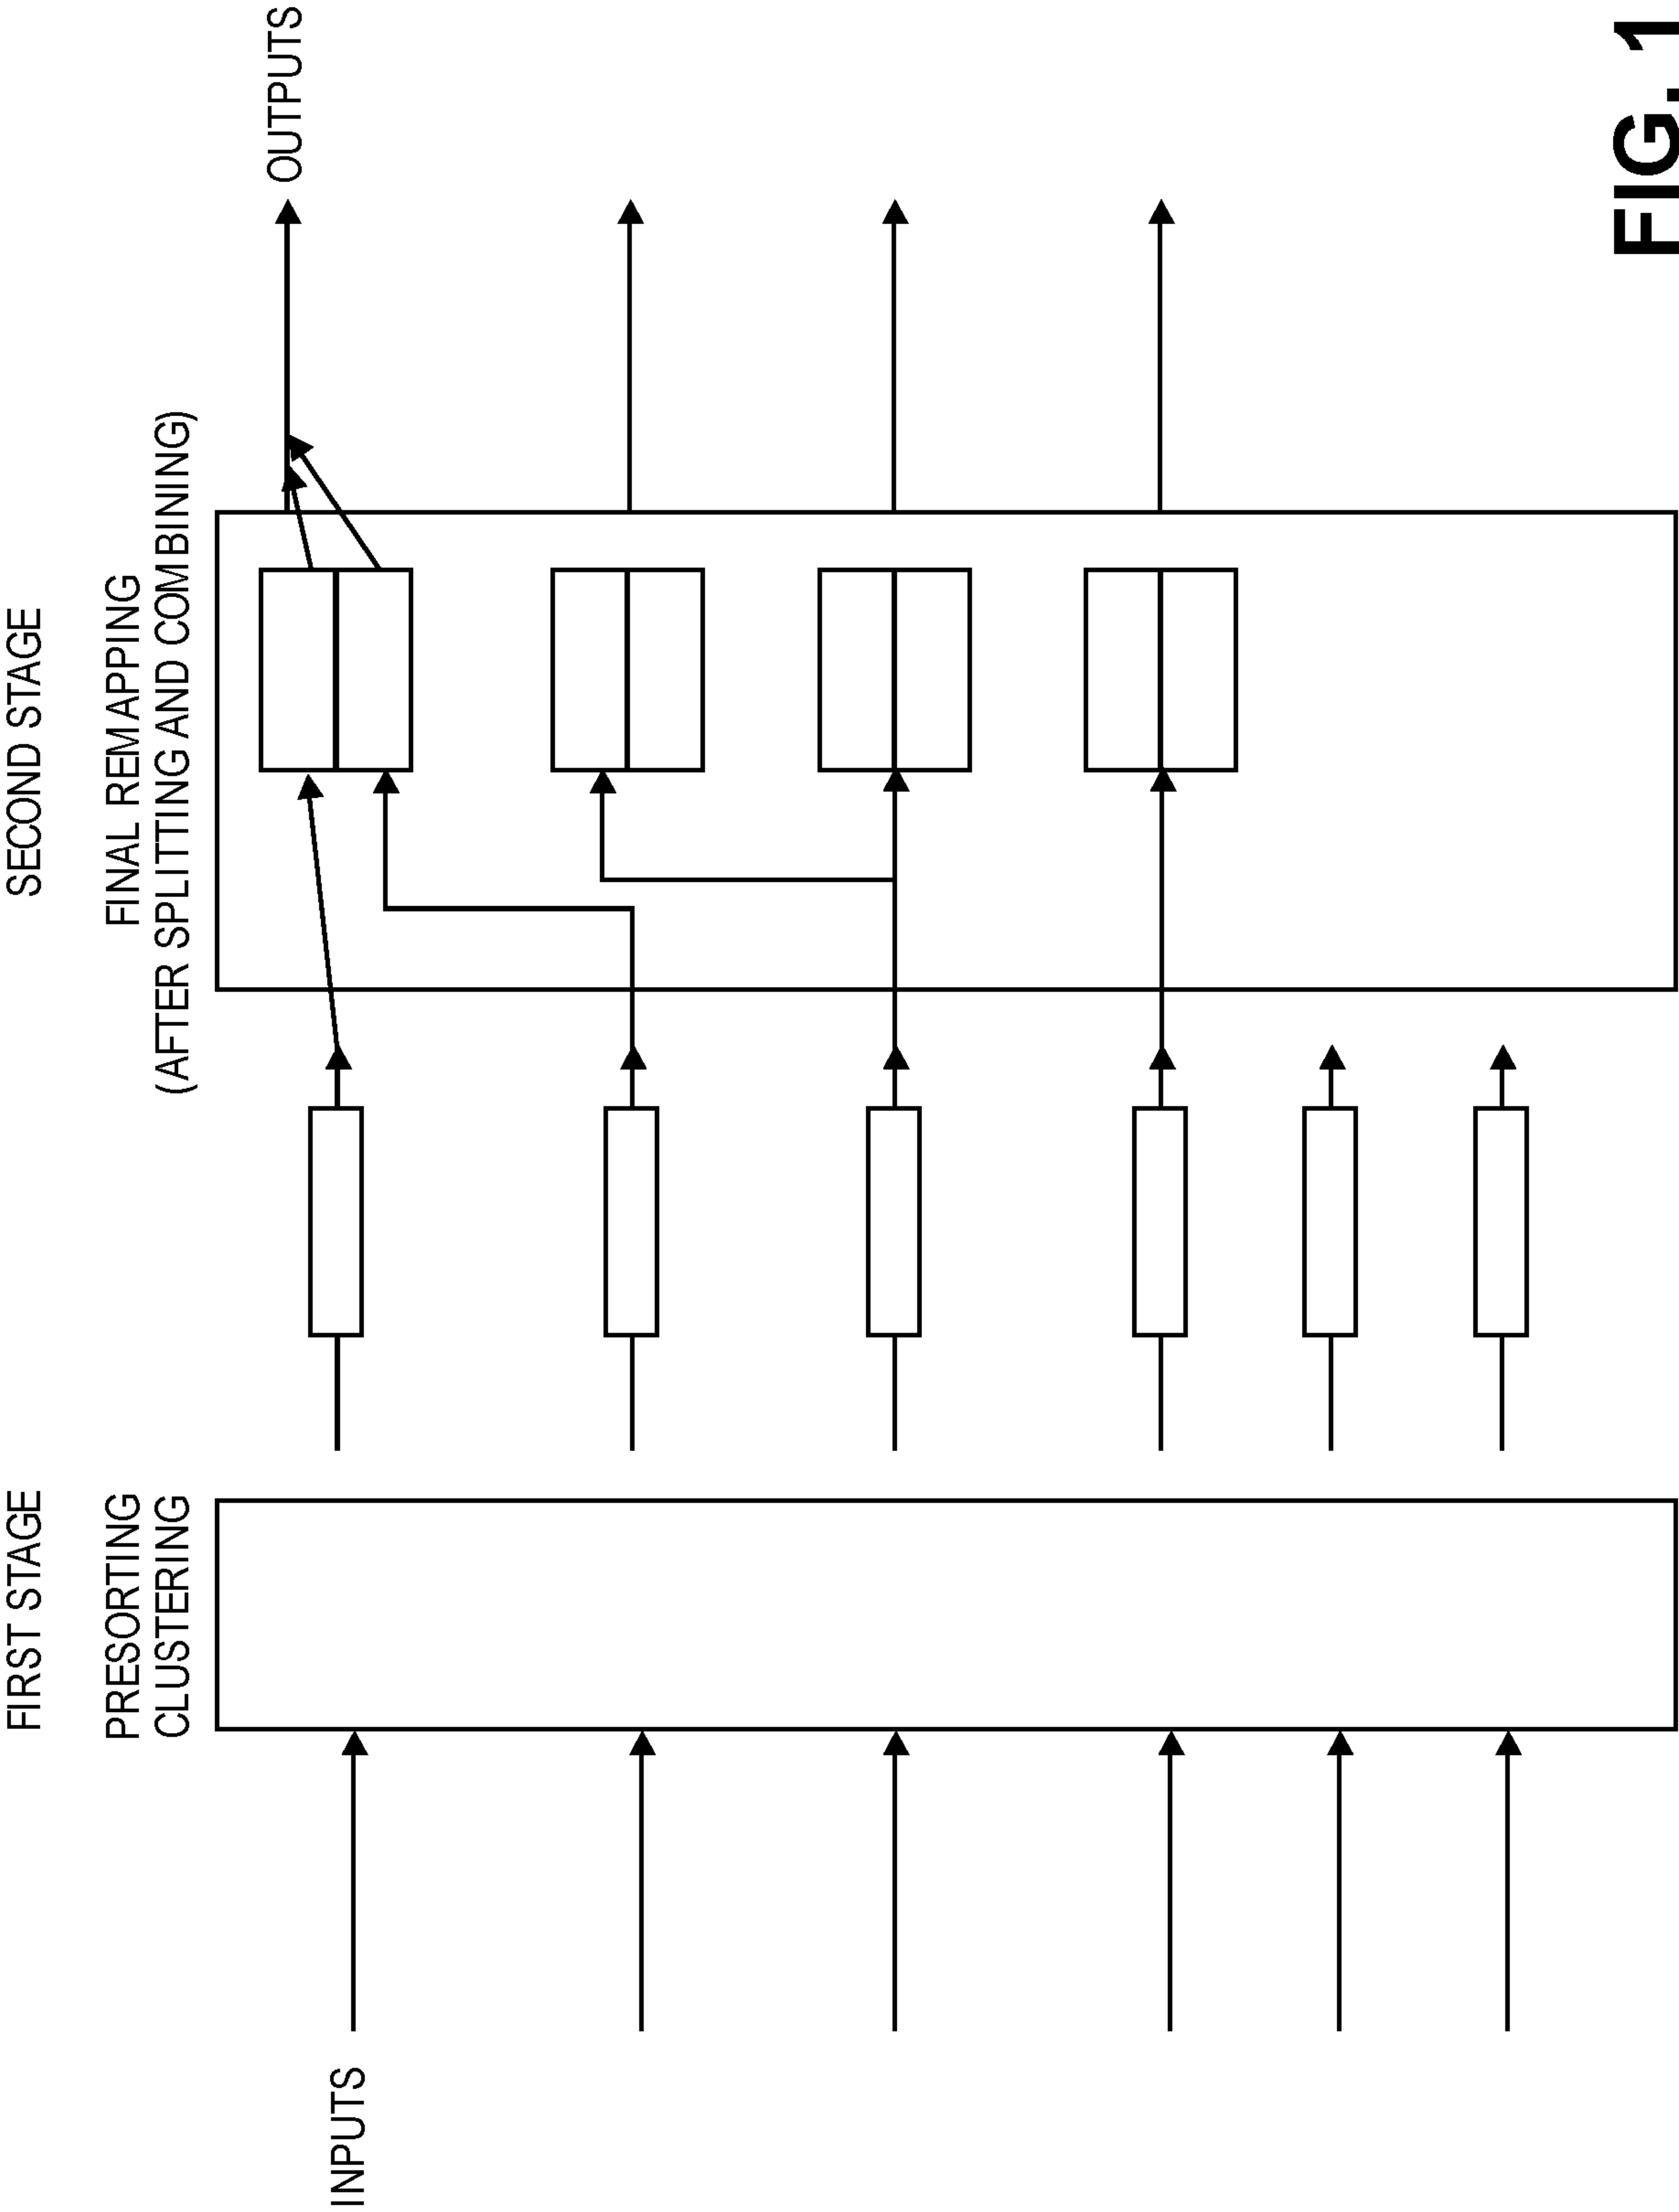 FIRST STAGE
SECOND STAGE
PRESORTING
CLUSTERING
FINAL REMAPPING
(AFTER SPLITTING AND COMBINING)
INPUTS
OUTPUTS
FIG. 1